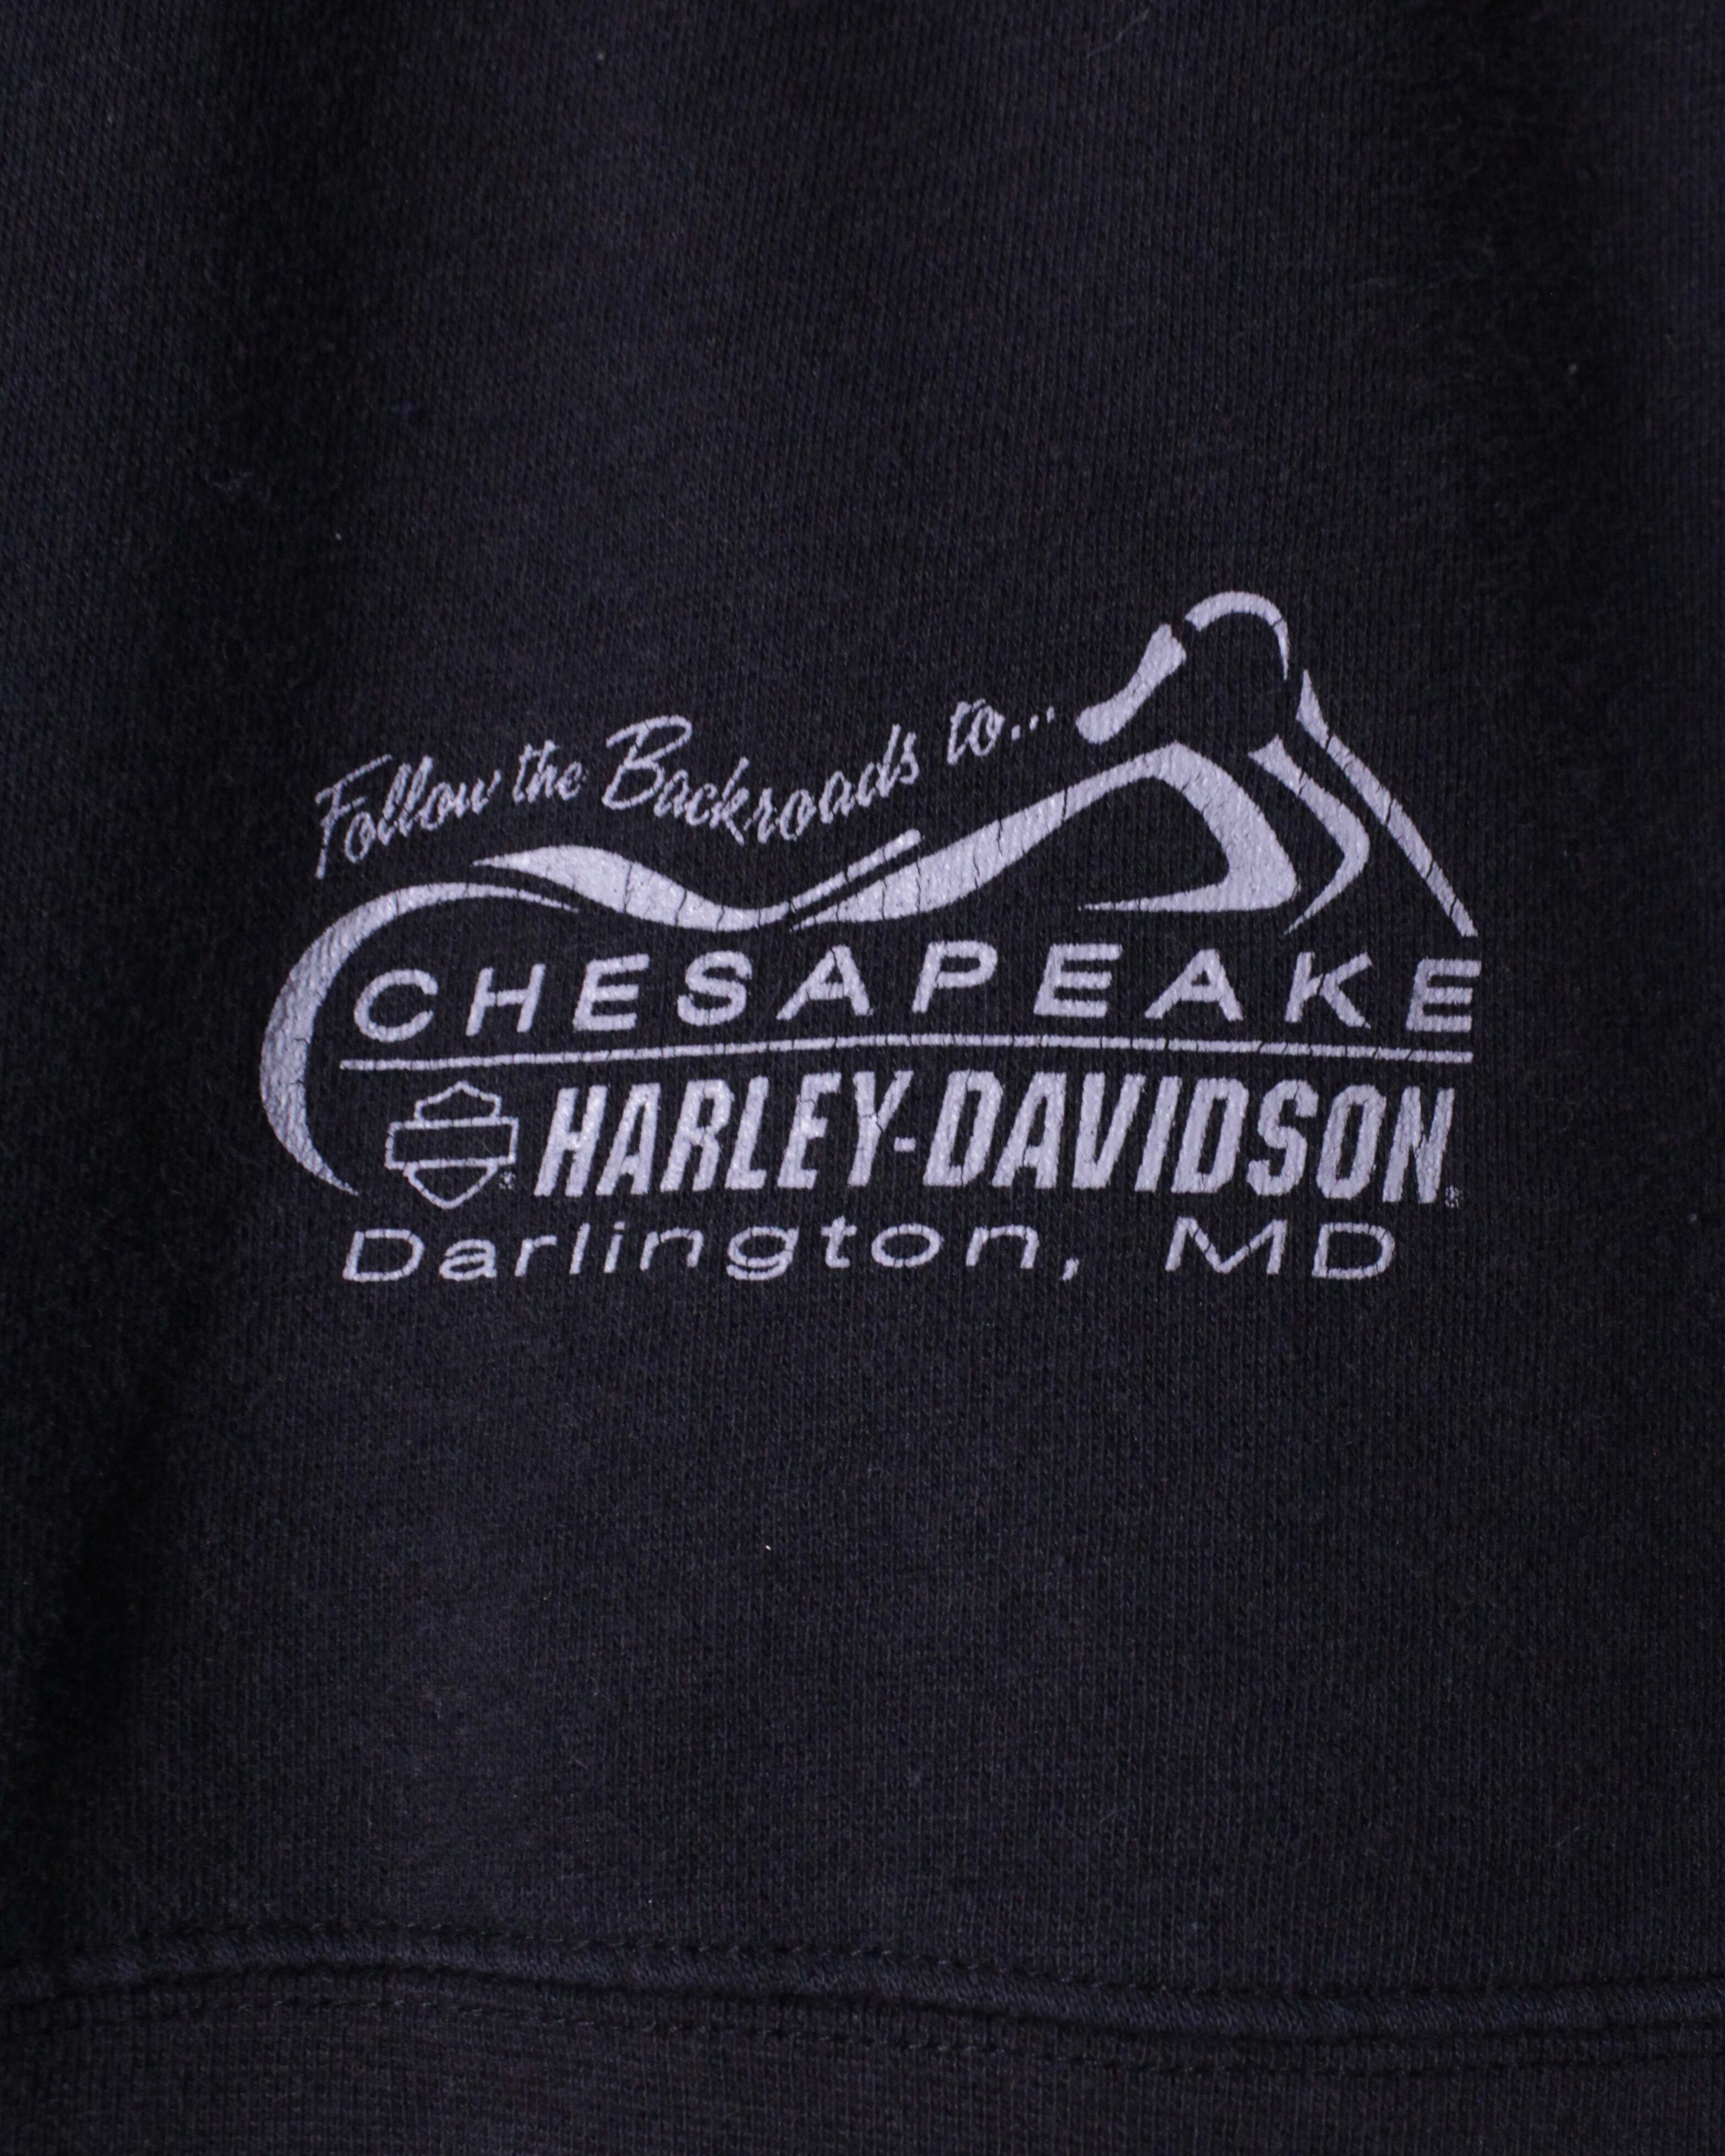 Follow the Backroads to...
CHESAPEAKE
® HARLEY-DAVIDSON®
Darlington, MD